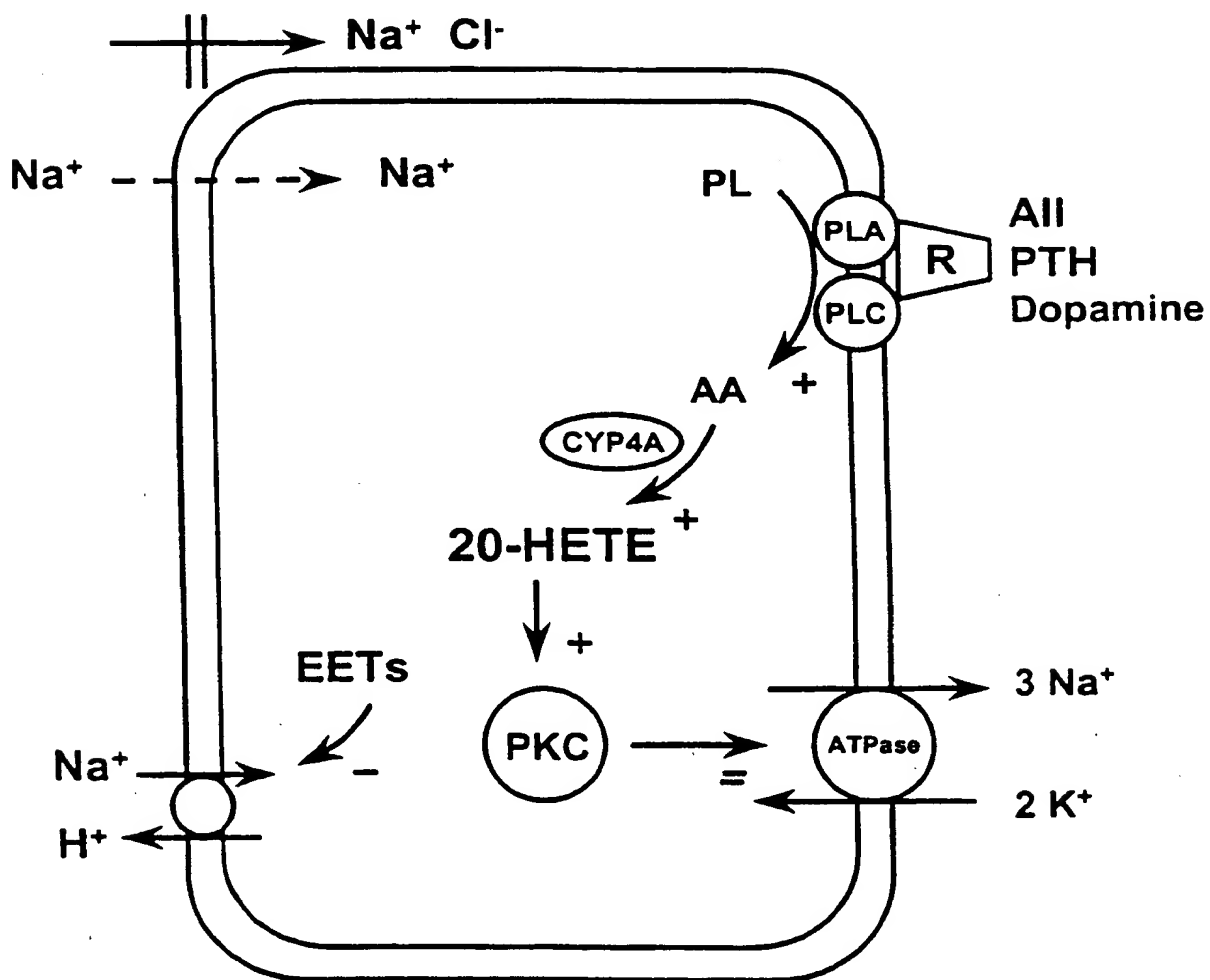 Na⁺ Cl⁻
Na⁺ Na⁺
PL
PLA
R
PLC
AII
PTH
Dopamine
AA
+
CYP4A
20-HETE
+
+
EETs
−
PKC
=
ATPase
3 Na⁺
2 K⁺
Na⁺
H⁺